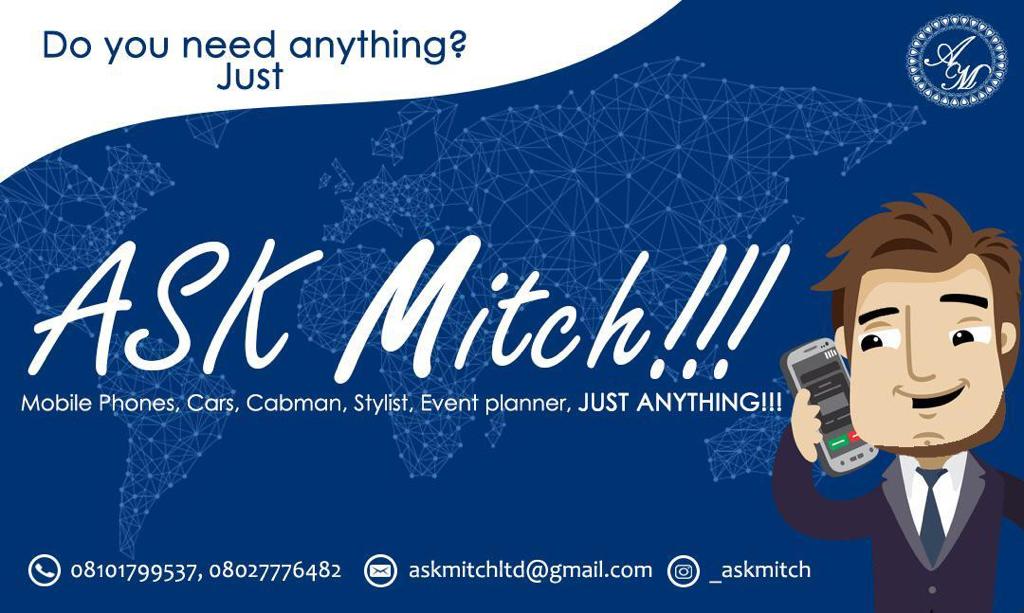 Do you need anything?
Just
AM
ASK Mitch!!!
Mobile Phones, Cars, Cabman, Stylist, Event planner, JUST ANYTHING!!!
08101799537, 08027776482 askmitchltd@gmail.com _askmitch